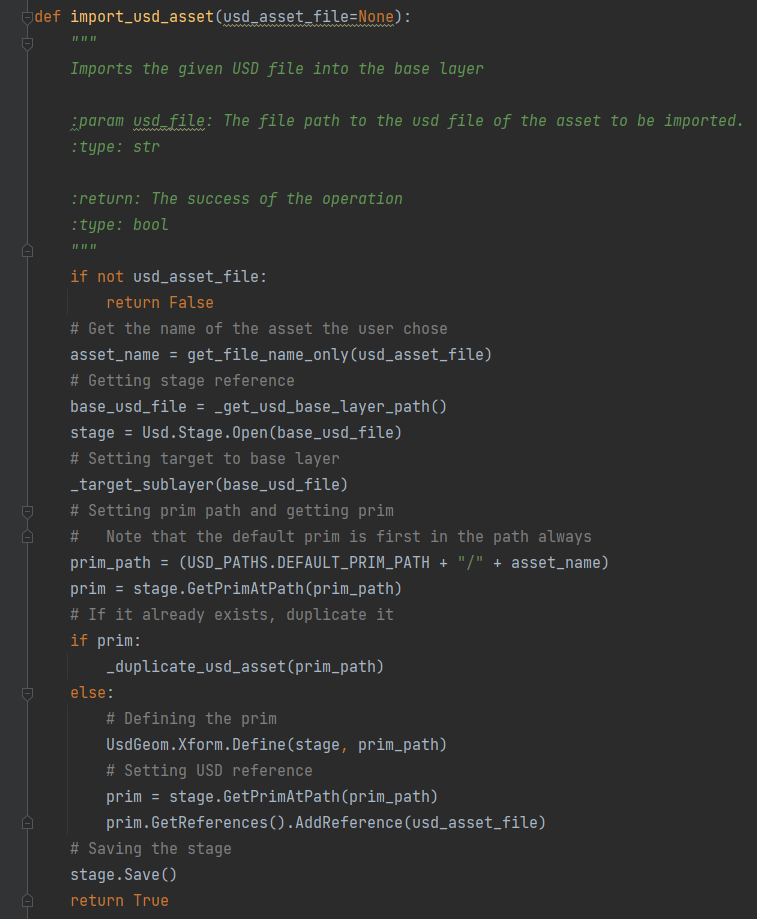 def import_usd_asset(usd_asset_file=None):
    """
    Imports the given USD file into the base layer

    :param usd_file: The file path to the usd file of the asset to be imported.
    :type: str

    :return: The success of the operation
    :type: bool
    """
    if not usd_asset_file:
        return False
    # Get the name of the asset the user chose
    asset_name = get_file_name_only(usd_asset_file)
    # Getting stage reference
    base_usd_file = _get_usd_base_layer_path()
    stage = Usd.Stage.Open(base_usd_file)
    # Setting target to base layer
    _target_sublayer(base_usd_file)
    # Setting prim path and getting prim
    #   Note that the default prim is first in the path always
    prim_path = (USD_PATHS.DEFAULT_PRIM_PATH + "/" + asset_name)
    prim = stage.GetPrimAtPath(prim_path)
    # If it already exists, duplicate it
    if prim:
        _duplicate_usd_asset(prim_path)
    else:
        # Defining the prim
        UsdGeom.Xform.Define(stage, prim_path)
        # Setting USD reference
        prim = stage.GetPrimAtPath(prim_path)
        prim.GetReferences().AddReference(usd_asset_file)
    # Saving the stage
    stage.Save()
    return True